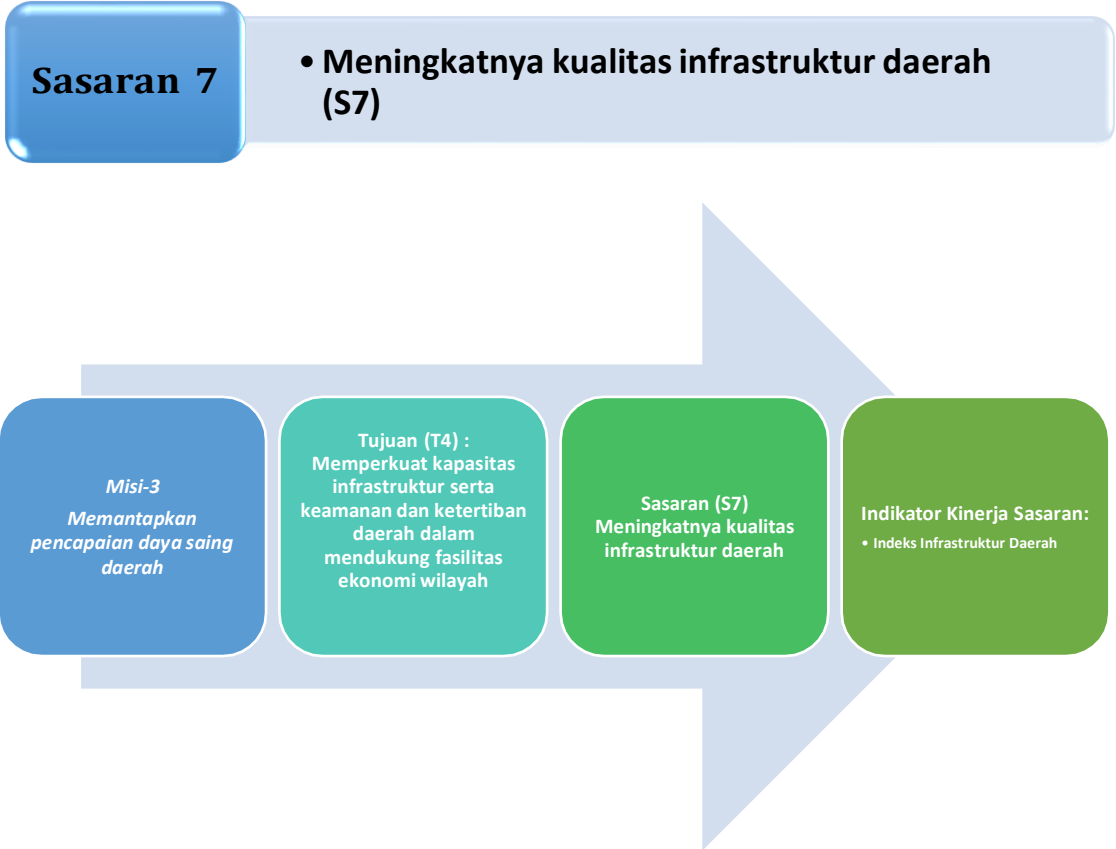 Sasaran 7
• Meningkatnya kualitas infrastruktur daerah
(S7)
Misi-3
Memantapkan
pencapaian daya saing
daerah
Tujuan (T4) :
Memperkuat kapasitas
infrastruktur serta
keamanan dan ketertiban
daerah dalam
mendukung fasilitas
ekonomi wilayah
Sasaran (S7)
Meningkatnya kualitas
infrastruktur daerah
Indikator Kinerja Sasaran:
• Indeks Infrastruktur Daerah